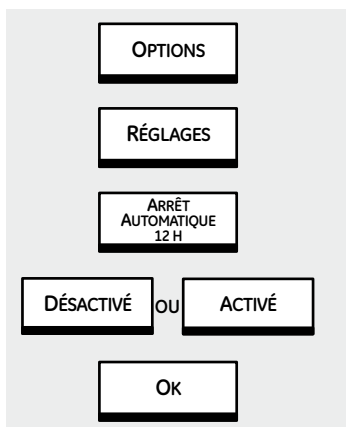 OPTIONS
RÉGLAGES
ARRÊT
AUTOMATIQUE
12 H
DÉSACTIVÉ OU ACTIVÉ
OK